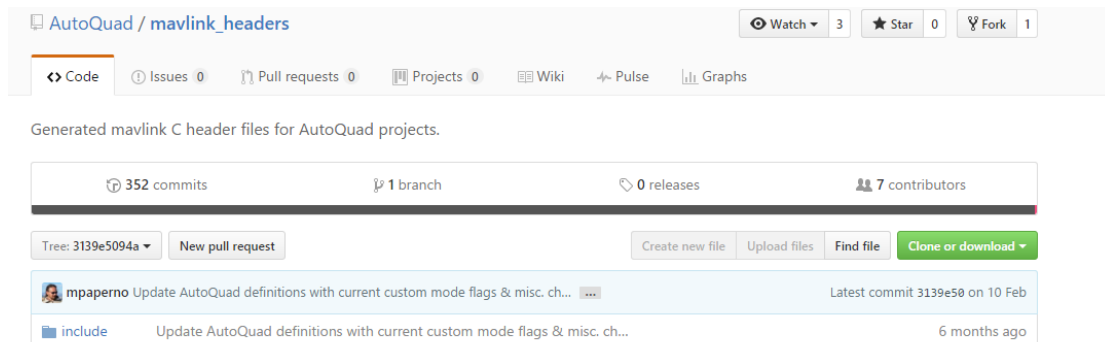 AutoQuad / mavlink_headers Watch 3 Star 0 Fork 1
Code Issues 0 Pull requests 0 Projects 0 Wiki Pulse Graphs
Generated mavlink C header files for AutoQuad projects.
352 commits 1 branch 0 releases 7 contributors
Tree: 3139e5094a New pull request Create new file Upload files Find file Clone or download
mpaperno Update AutoQuad definitions with current custom mode flags & misc. ch... ... Latest commit 3139e50 on 10 Feb
include Update AutoQuad definitions with current custom mode flags & misc. ch... 6 months ago